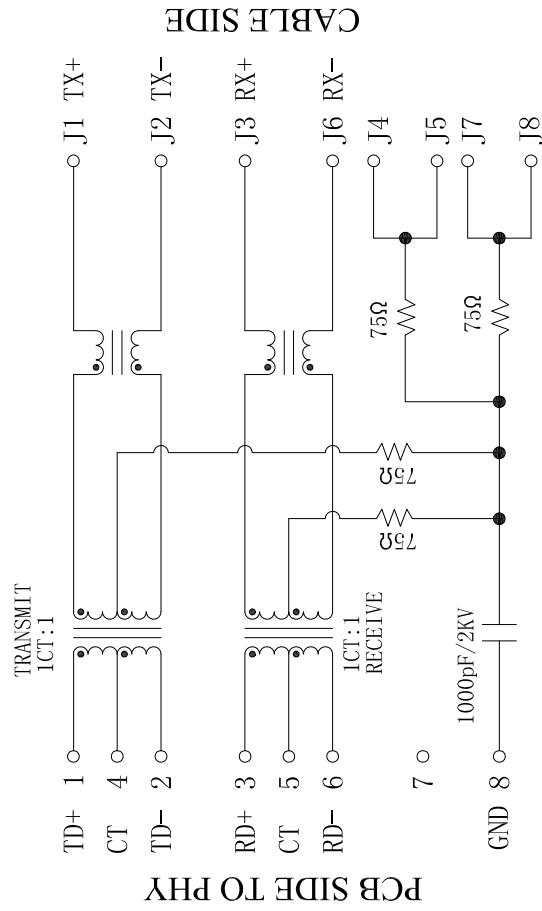 CABLE SIDE
J1 TX+
J2 TX-
J3 RX+
J6 RX-
J4
J5
J7
J8
75Ω
75Ω
75Ω
75Ω
TRANSMIT
1CT:1
1CT:1
RECEIVE
1000pF/2KV
TD+ 1
CT 4
TD- 2
RD+ 3
CT 5
RD- 6
7
GND 8
PCB SIDE TO PHY